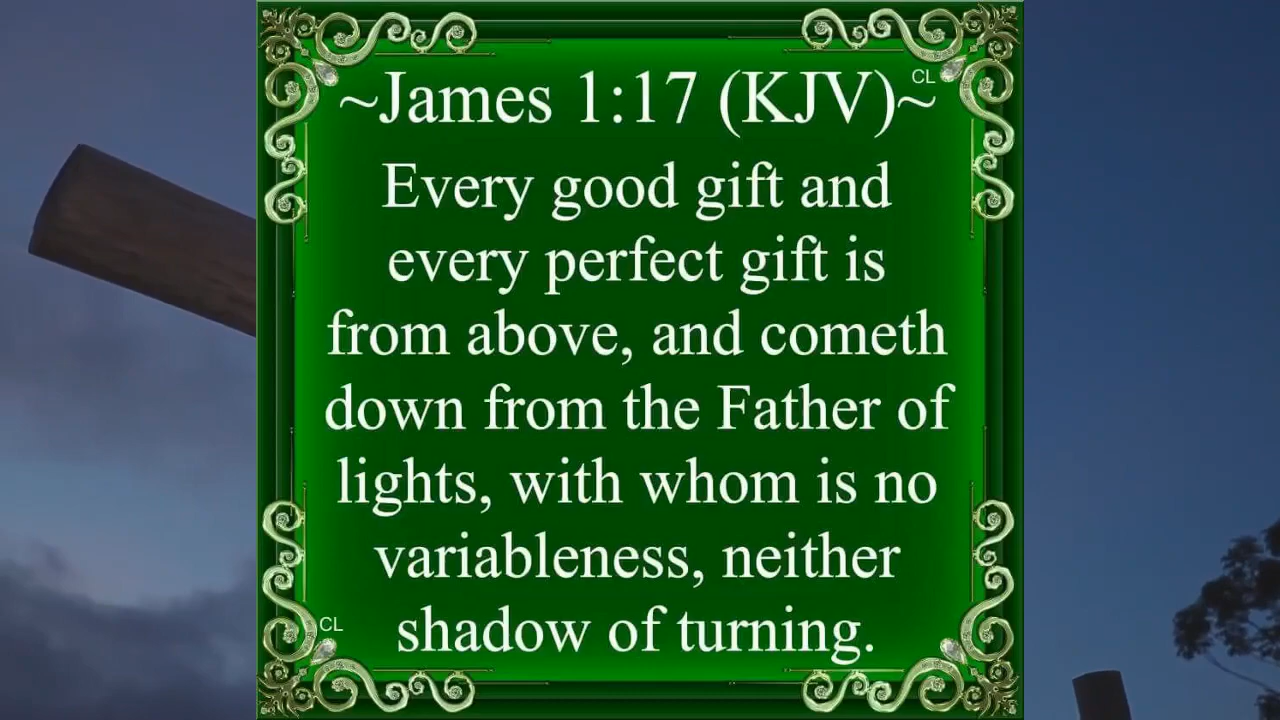 ~James 1:17 (KJV)~
CL
Every good gift and
every perfect gift is
from above, and cometh
down from the Father of
lights, with whom is no
variableness, neither
shadow of turning.
CL